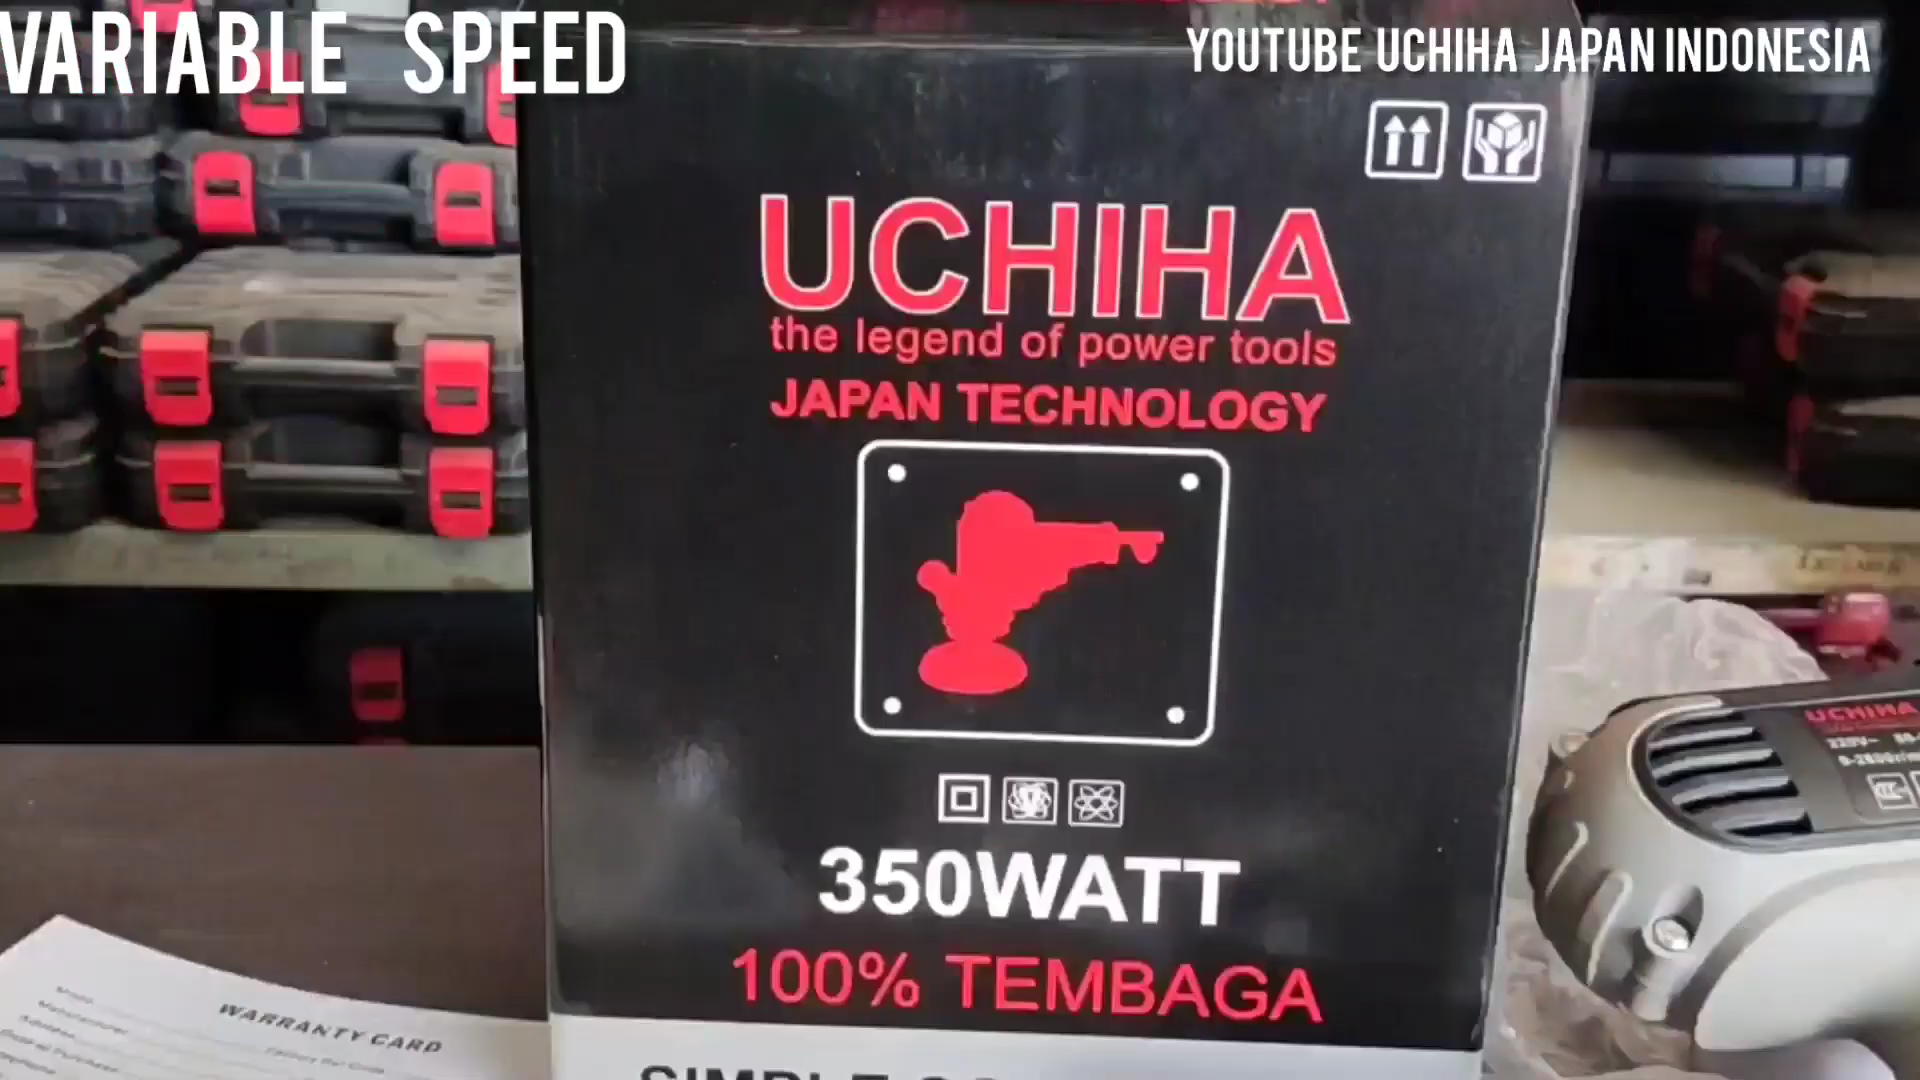 VARIABLE SPEED
YOUTUBE UCHIHA JAPAN INDONESIA
UCHIHA
the legend of power tools
JAPAN TECHNOLOGY
350WATT
100% TEMBAGA
UCHIHA
220V~
WARRANTY CARD